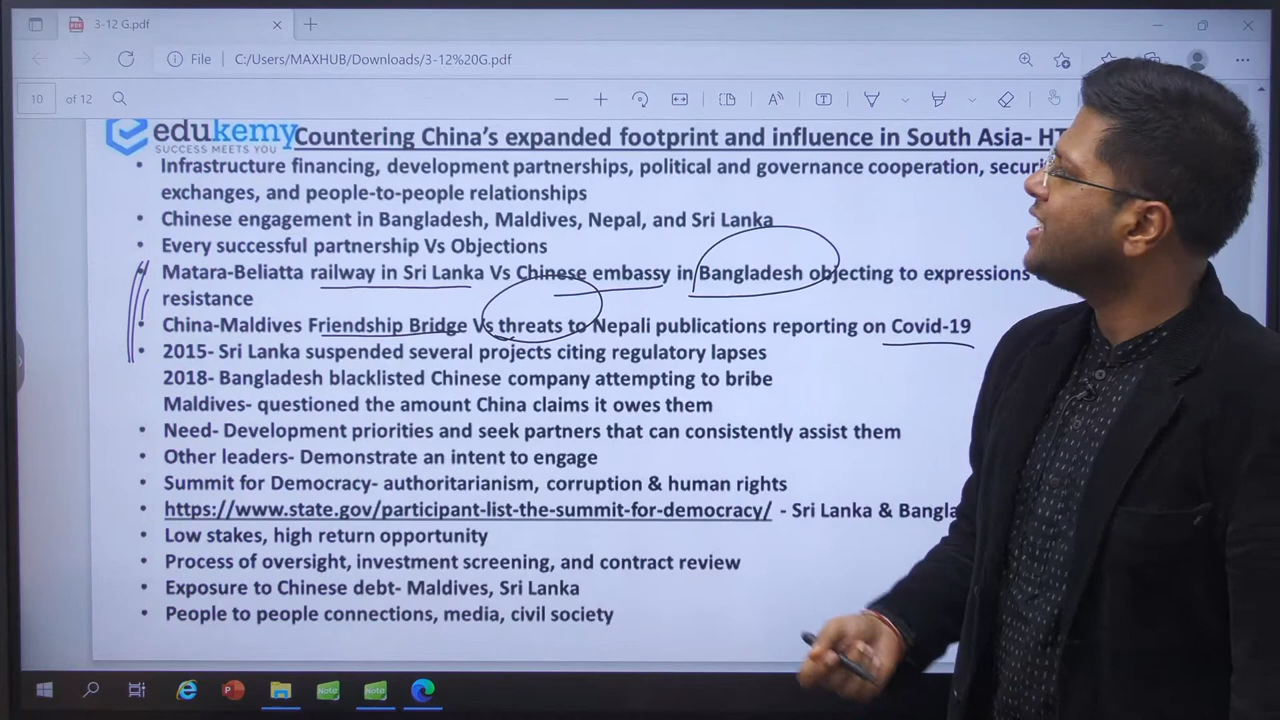 3-12 G.pdf
File
C:/Users/MAXHUB/Downloads/3-12%20G.pdf
10
of 12
edukemy
SUCCESS MEETS YOU
Countering China's expanded footprint and influence in South Asia- HT
• Infrastructure financing, development partnerships, political and governance cooperation,
exchanges, and people-to-people relationships
• Chinese engagement in Bangladesh, Maldives, Nepal, and Sri Lanka
• Every successful partnership Vs Objections
• Matara-Beliatta railway in Sri Lanka Vs Chinese embassy in Bangladesh objecting to expressions
resistance
• China-Maldives Friendship Bridge Vs threats to Nepali publications reporting on Covid-19
• 2015- Sri Lanka suspended several projects citing regulatory lapses
2018- Bangladesh blacklisted Chinese company attempting to bribe
Maldives- questioned the amount China claims it owes them
• Need- Development priorities and seek partners that can consistently assist them
• Other leaders- Demonstrate an intent to engage
• Summit for Democracy- authoritarianism, corruption & human rights
• https://www.state.gov/participant-list-the-summit-for-democracy/ - Sri Lanka &
• Low stakes, high return opportunity
• Process of oversight, investment screening, and contract review
• Exposure to Chinese debt- Maldives, Sri Lanka
• People to people connections, media, civil society
Note
Note